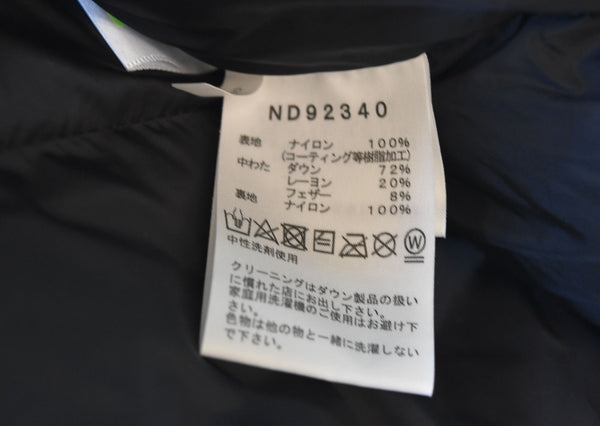 ND92340
表地 ナイロン 100%
(コーティング等樹脂加工)
中わた ダウン 72%
レーヨン 20%
フェザー 8%
裏地 ナイロン 100%
W
中性洗剤使用
クリーニングはダウン製品の扱い
に慣れた店にお出し下さい。
家庭用洗濯機のご使用はお避け下
さい。
色物は他の物と一緒に洗濯しない
で下さい。